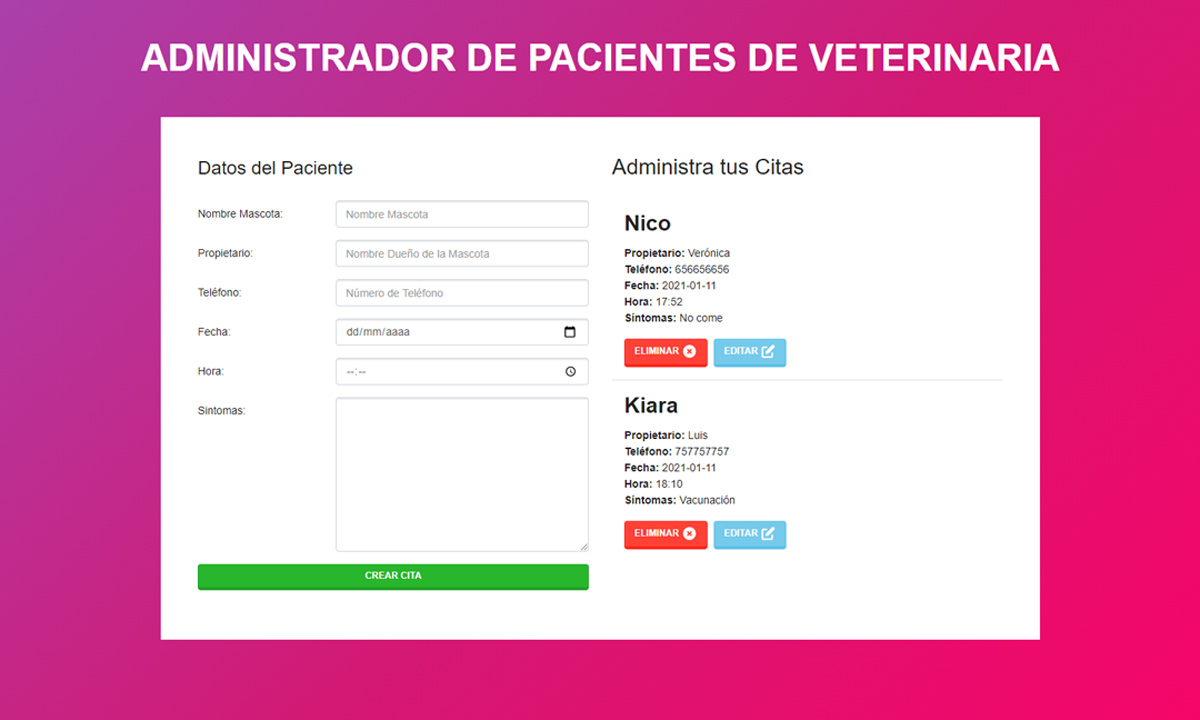 ADMINISTRADOR DE PACIENTES DE VETERINARIA
Datos del Paciente
Nombre Mascota:
Nombre Mascota
Propietario:
Nombre Dueño de la Mascota
Teléfono:
Número de Teléfono
Fecha:
dd/mm/aaaa
Hora:
--:--
Sintomas:
CREAR CITA
Administra tus Citas
Nico
Propietario: Verónica
Teléfono: 656656656
Fecha: 2021-01-11
Hora: 17:52
Síntomas: No come
ELIMINAR
EDITAR
Kiara
Propietario: Luis
Teléfono: 757757757
Fecha: 2021-01-11
Hora: 18:10
Síntomas: Vacunación
ELIMINAR
EDITAR